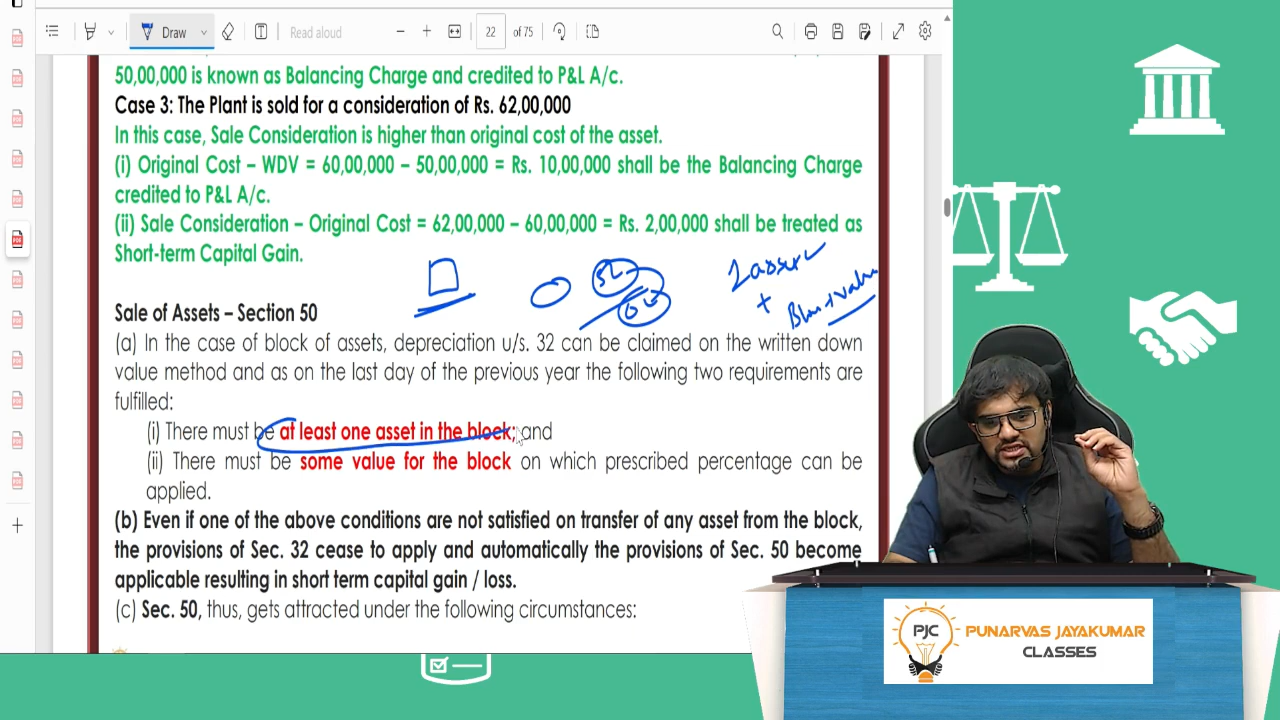 Draw
Read aloud
22
of 75
50,00,000 is known as Balancing Charge and credited to P&L A/c.
Case 3: The Plant is sold for a consideration of Rs. 62,00,000
In this case, Sale Consideration is higher than original cost of the asset.
(i) Original Cost – WDV = 60,00,000 – 50,00,000 = Rs. 10,00,000 shall be the Balancing Charge
credited to P&L A/c.
(ii) Sale Consideration – Original Cost = 62,00,000 – 60,00,000 = Rs. 2,00,000 shall be treated as
Short-term Capital Gain.
5L
6L
1 asset
+
Block value
Sale of Assets – Section 50
(a) In the case of block of assets, depreciation u/s. 32 can be claimed on the written down
value method and as on the last day of the previous year the following two requirements are
fulfilled:
(i) There must be at least one asset in the block; and
(ii) There must be some value for the block on which prescribed percentage can be
applied.
(b) Even if one of the above conditions are not satisfied on transfer of any asset from the block,
the provisions of Sec. 32 cease to apply and automatically the provisions of Sec. 50 become
applicable resulting in short term capital gain / loss.
(c) Sec. 50, thus, gets attracted under the following circumstances:
PJC
PUNARVAS JAYAKUMAR
CLASSES